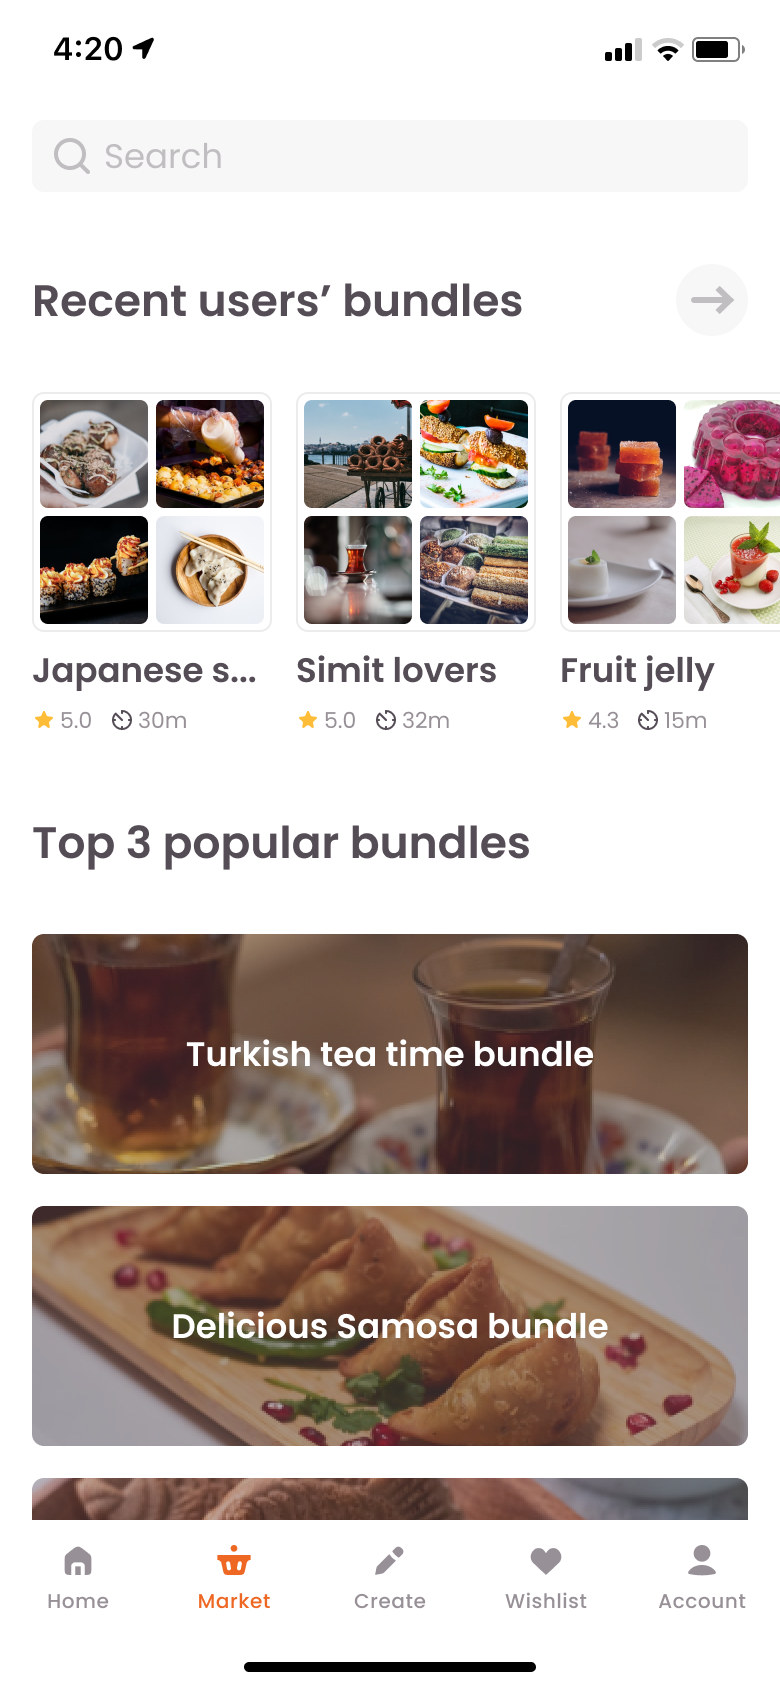 4:20
Search
Recent users’ bundles
Japanese s...
5.0 30m
Simit lovers
5.0 32m
Fruit jelly
4.3 15m
Top 3 popular bundles
Turkish tea time bundle
Delicious Samosa bundle
Home
Market
Create
Wishlist
Account